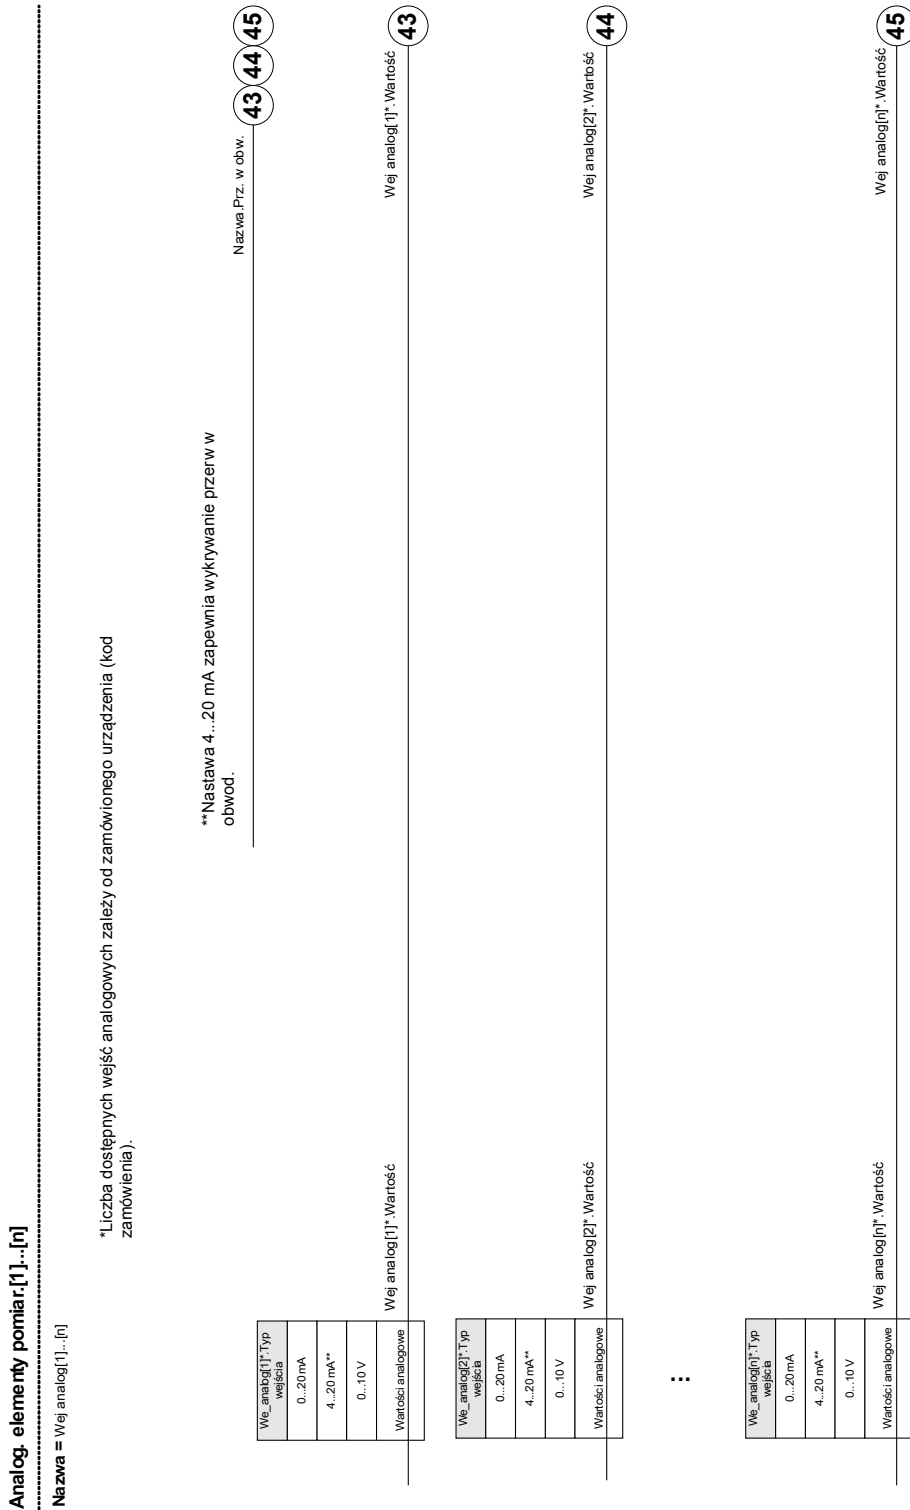 Analog. elementy pomiar.[1]...[n]
Nazwa = Wej analog[1]...[n]
*Liczba dostępnych wejść analogowych zależy od zamówionego urządzenia (kod
zamówienia).
**Nastawa 4...20 mA zapewnia wykrywanie przerw w
obwod.
Nazwa.Prz. w obw.
43 44 45
We_analog[1]*.Typ
wejścia
0...20 mA
4...20 mA**
0...10 V
Wartości analogowe
Wej analog[1]*.Wartość
Wej analog[1]*.Wartość
43
We_analog[2]*.Typ
wejścia
0...20 mA
4...20 mA**
0...10 V
Wartości analogowe
Wej analog[2]*.Wartość
Wej analog[2]*.Wartość
44
...
We_analog[n]*.Typ
wejścia
0...20 mA
4...20 mA**
0...10 V
Wartości analogowe
Wej analog[n]*.Wartość
Wej analog[n]*.Wartość
45